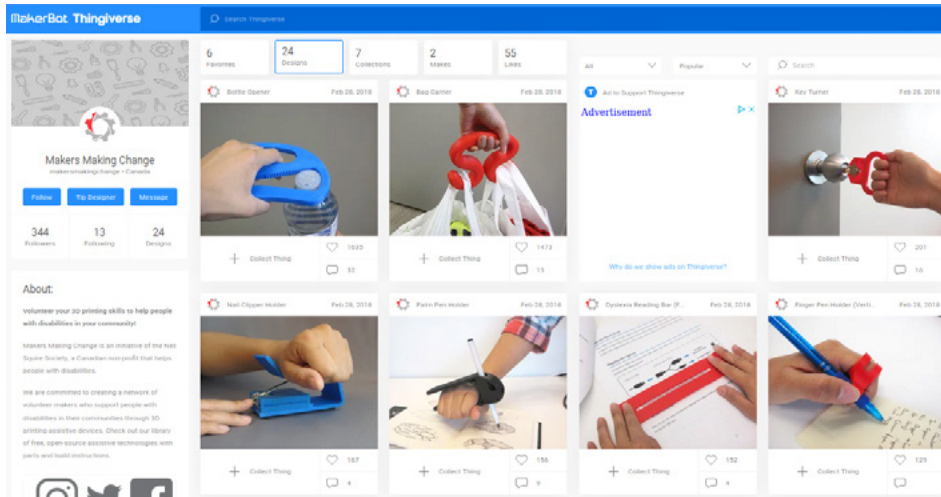 MakerBot Thingiverse
Search Thingiverse
Makers Making Change
makersmakingchange • Canada
Follow
Tip Designer
Message
344
Followers
13
Following
24
Designs
About:
Volunteer your 3D printing skills to help people
with disabilities in your community!
Makers Making Change is an initiative of the Neil
Squire Society, a Canadian non-profit that helps
people with disabilities.
We are committed to creating a network of
volunteer makers who support people with
disabilities in their communities through 3D
printing assistive devices. Check out our library
of free, open-source assistive technologies with
parts and build instructions.
6
Favorites
24
Designs
7
Collections
2
Makes
55
Likes
All
Popular
Search
Bottle Opener
Feb 28, 2018
Collect Thing
Bag Carrier
Feb 28, 2018
Collect Thing
1473
Ad to Support Thingiverse
Advertisement
Why do we show ads on Thingiverse?
Key Turner
Feb 28, 2018
Collect Thing
201
16
Nail Clipper Holder
Feb 28, 2018
Collect Thing
187
4
Palm Pen Holder
Feb 28, 2018
Collect Thing
156
9
Dyslexia Reading Bar (F...
Feb 28, 2018
Collect Thing
152
4
Finger Pen Holder (Verti...
Feb 28, 2018
Collect Thing
129